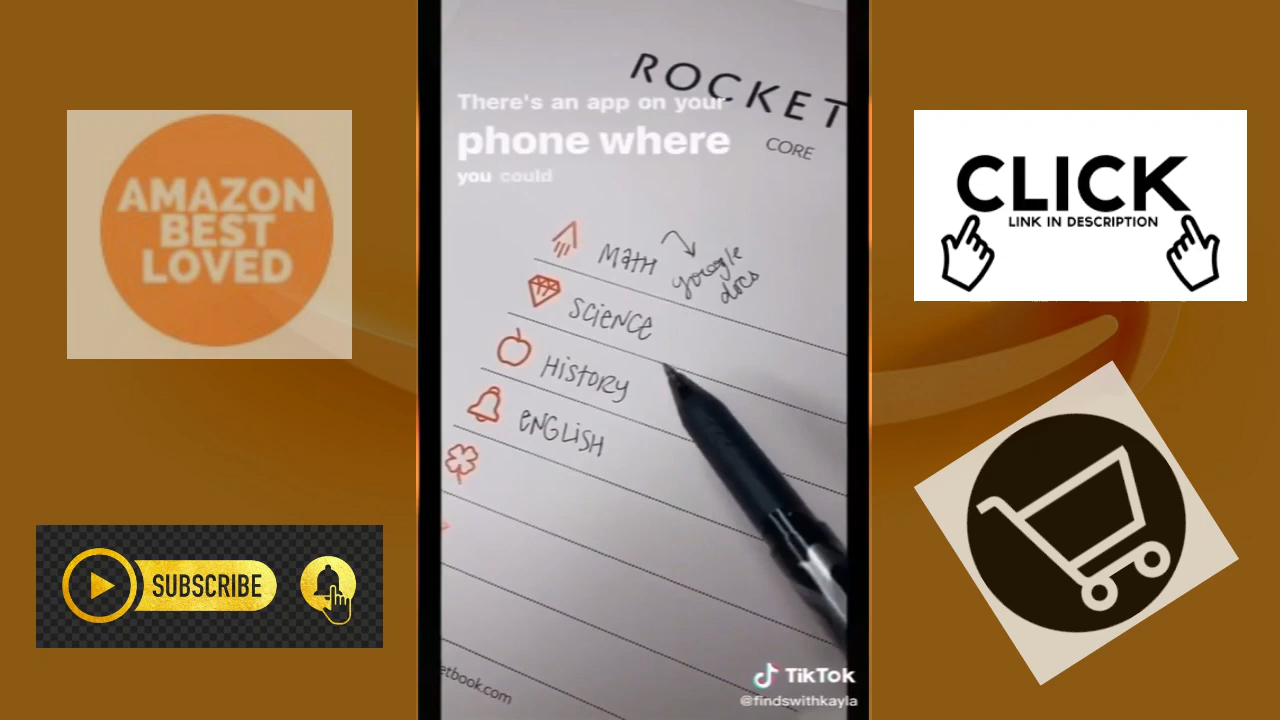 AMAZON
BEST
LOVED
SUBSCRIBE
ROCKET
CORE
There's an app on your
phone where
you could
Math
google
docs
Science
History
ENGLISH
etbook.com
TikTok
@findswithkayla
CLICK
LINK IN DESCRIPTION